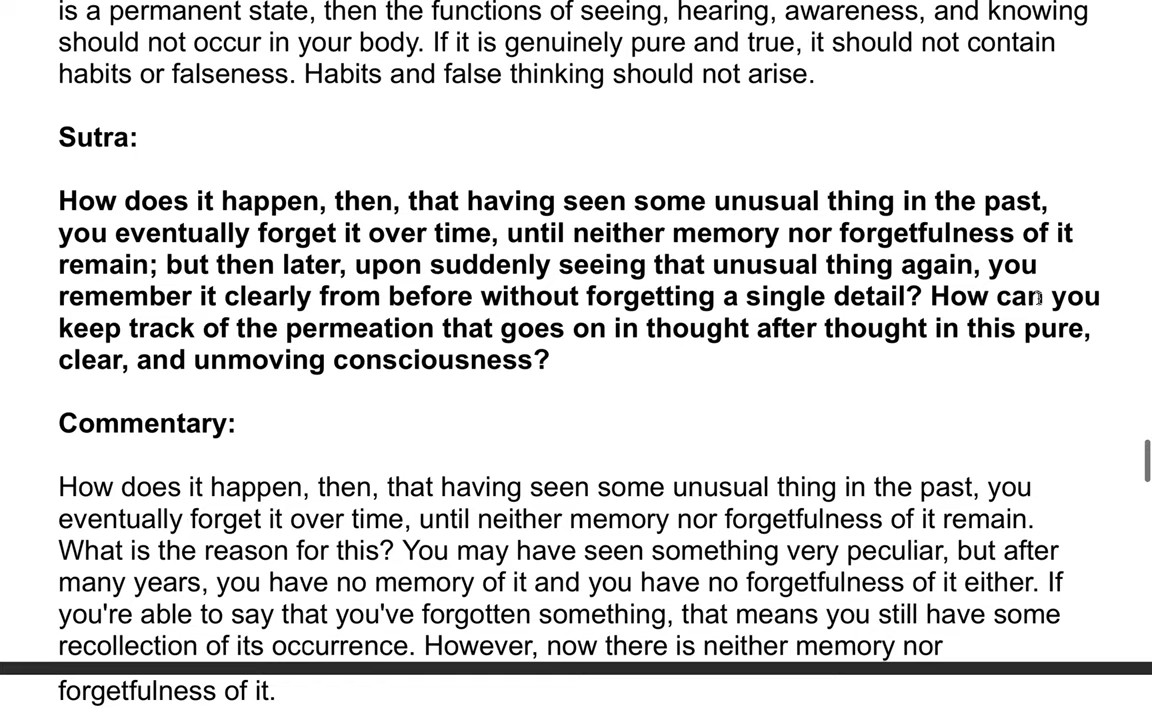 is a permanent state, then the functions of seeing, hearing, awareness, and knowing
should not occur in your body. If it is genuinely pure and true, it should not contain
habits or falseness. Habits and false thinking should not arise.
Sutra:
How does it happen, then, that having seen some unusual thing in the past,
you eventually forget it over time, until neither memory nor forgetfulness of it
remain; but then later, upon suddenly seeing that unusual thing again, you
remember it clearly from before without forgetting a single detail? How can you
keep track of the permeation that goes on in thought after thought in this pure,
clear, and unmoving consciousness?
Commentary:
How does it happen, then, that having seen some unusual thing in the past, you
eventually forget it over time, until neither memory nor forgetfulness of it remain.
What is the reason for this? You may have seen something very peculiar, but after
many years, you have no memory of it and you have no forgetfulness of it either. If
you're able to say that you've forgotten something, that means you still have some
recollection of its occurrence. However, now there is neither memory nor
forgetfulness of it.